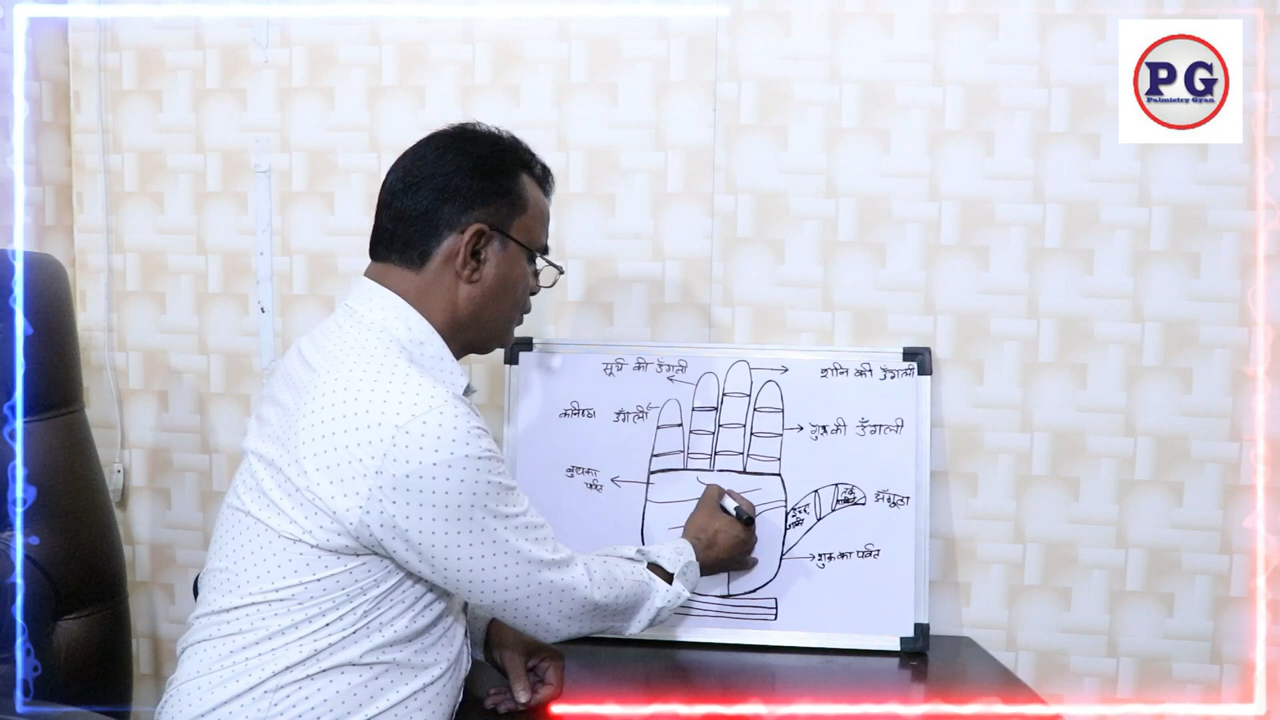 PG
Palmistry Gyan
सूर्य की उँगली
शनि की उँगली
कनिष्ठा उँगली
गुरु की उँगली
बुध का
पर्वत
अँगूठा
शुक्र का पर्वत